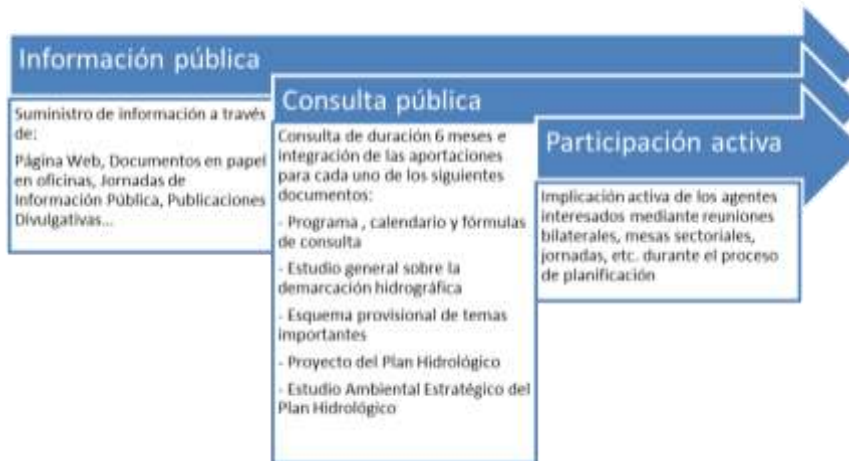 Información pública
Suministro de información a través
de:
Página Web, Documentos en papel
en oficinas, Jornadas de
Información Pública, Publicaciones
Divulgativas...
Consulta pública
Consulta de duración 6 meses e
integración de las aportaciones
para cada uno de los siguientes
documentos:
- Programa , calendario y fórmulas
de consulta
- Estudio general sobre la
demarcación hidrográfica
- Esquema provisional de temas
importantes
- Proyecto del Plan Hidrológico
- Estudio Ambiental Estratégico del
Plan Hidrológico
Participación activa
Implicación activa de los agentes
interesados mediante reuniones
bilaterales, mesas sectoriales,
jornadas, etc. durante el proceso
de planificación